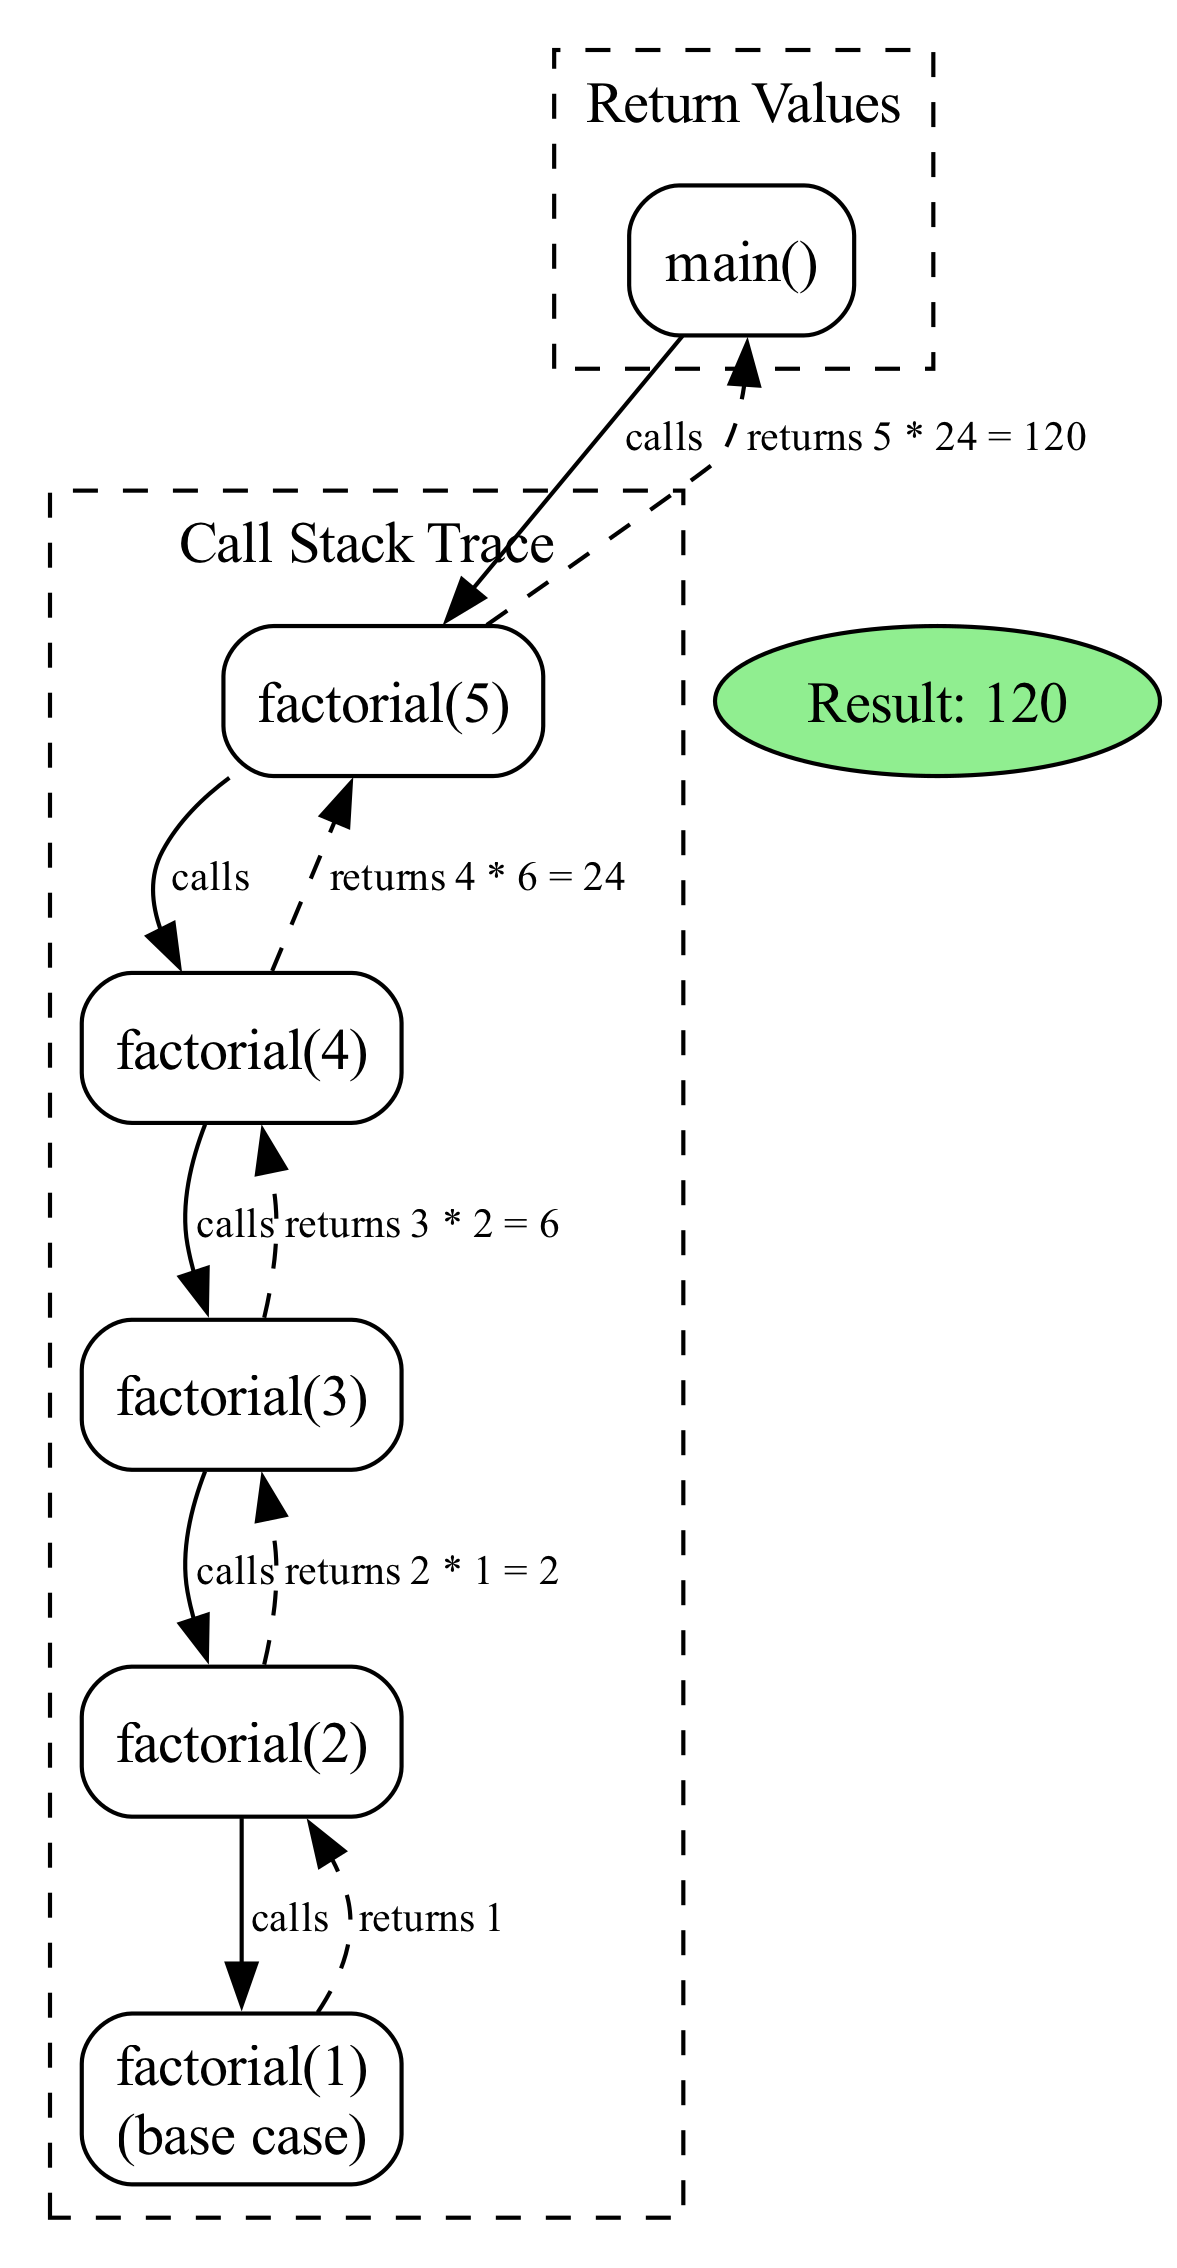 Return Values
main()
calls
returns 5 * 24 = 120
Call Stack Trace
factorial(5)
Result: 120
calls
returns 4 * 6 = 24
factorial(4)
calls
returns 3 * 2 = 6
factorial(3)
calls
returns 2 * 1 = 2
factorial(2)
calls
returns 1
factorial(1)
(base case)